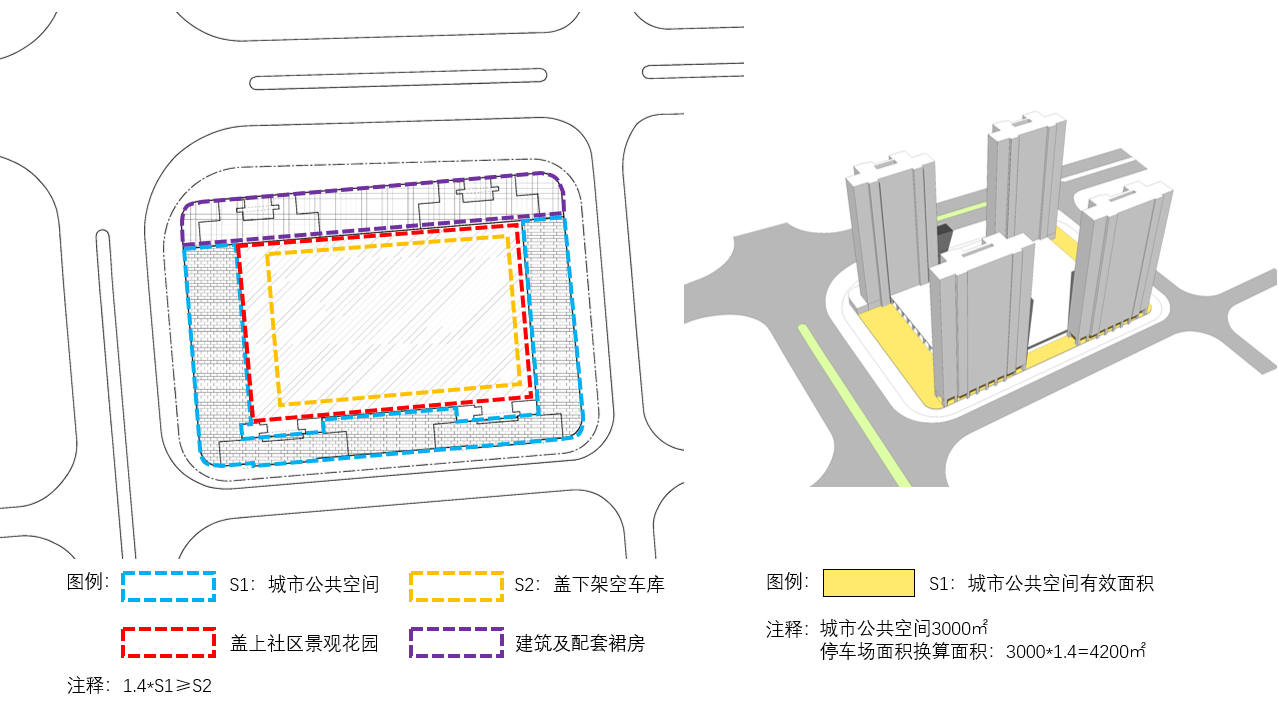 图例：
S1：城市公共空间
S2：盖下架空车库
盖上社区景观花园
建筑及配套裙房
注释：1.4*S1≥S2
图例：
S1：城市公共空间有效面积
注释：城市公共空间3000㎡
停车场面积换算面积：3000*1.4=4200㎡